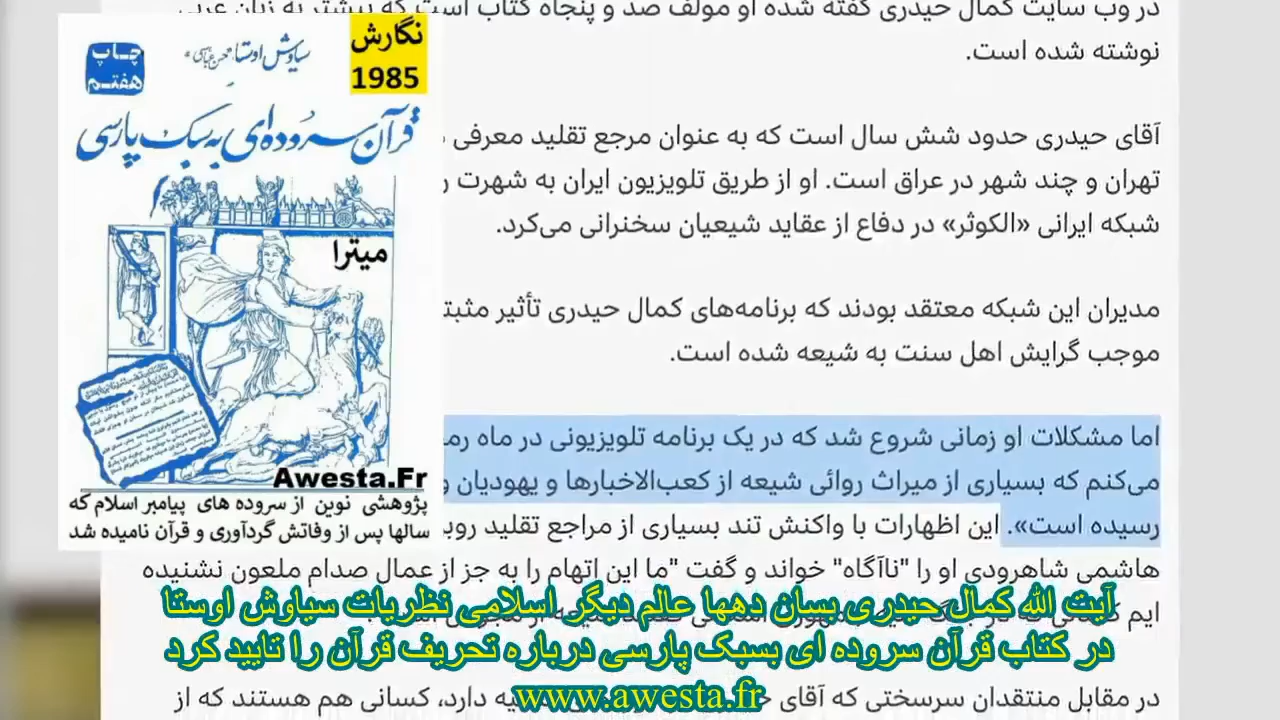 در وب سایت کمال حیدری گفته شده او مولف صد و پنجاه کتاب است که بیشتر به زبان عربی
نوشته شده است.
آقای حیدری حدود شش سال است که به عنوان مرجع تقلید معرفی
تهران و چند شهر در عراق است. او از طریق تلویزیون ایران به شهرت
شبکه ایرانی «الکوثر» در دفاع از عقاید شیعیان سخنرانی می‌کرد.
مدیران این شبکه معتقد بودند که برنامه‌های کمال حیدری تأثیر
موجب گرایش اهل سنت به شیعه شده است.
اما مشکلات او زمانی شروع شد که در یک برنامه تلویزیونی در ماه
می‌کنم که بسیاری از میراث روائی شیعه از کعب‌الاخبارها و یهودیان و
رسیده است». این اظهارات با واکنش تند بسیاری از مراجع تقلید
هاشمی شاهرودی او را "ناآگاه" خواند و گفت "ما این اتهام را به جز از عمال صدام ملعون نشنیده
ایم
در مقابل منتقدان سرسختی که آقای
دارد، کسانی هم هستند که از
نگارش
1985
سیاوش اوستا
چاپ
هفتم
قرآن سروده‌ای به سبک پارسی
میترا
Awesta.Fr
پژوهشی نوین از سروده های پیامبر اسلام که
سالها پس از وفاتش گردآوری و قرآن نامیده شد
آیت الله کمال حیدری بسان دهها عالم دیگر اسلامی نظریات سیاوش اوستا
در کتاب قرآن سروده ای بسبک پارسی درباره تحریف قرآن را تایید کرد
www.awesta.fr